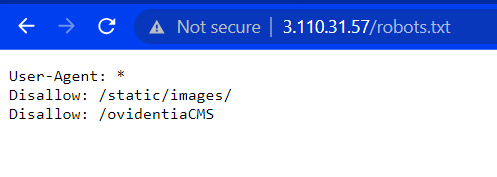 Not secure | 3.110.31.57/robots.txt
User-Agent: *
Disallow: /static/images/
Disallow: /ovidentiaCMS